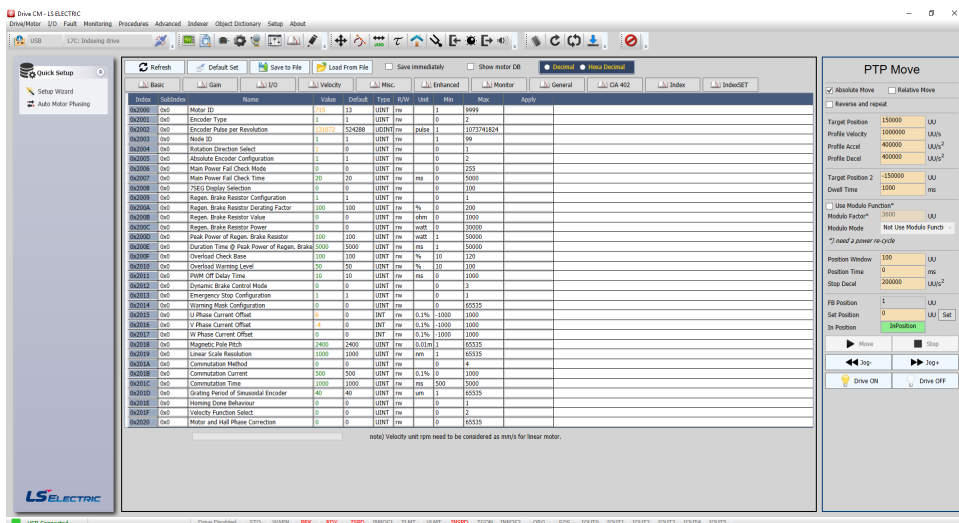 Drive CM - LS ELECTRIC
Drive/Motor I/O Fault Monitoring Procedures Advanced Indexer Object Dictionary Setup About
USB L7C: Indexing drive
Quick Setup
Setup Wizard
Auto Motor Phasing
Refresh Default Set Save to File Load From File Save immediately Show motor DB Decimal Hexa Decimal
Basic Gain I/O Velocity Misc. Enhanced Monitor General CiA 402 Index IndexSET
Index SubIndex Name Value Default Type R/W Unit Min Max Apply
0x2000 0x0 Motor ID 715 13 UINT rw 1 9999
0x2001 0x0 Encoder Type 1 1 UINT rw 0 2
0x2002 0x0 Encoder Pulse per Revolution 131072 524288 UDINT rw pulse 1 1073741824
0x2003 0x0 Node ID 1 1 UINT rw 1 99
0x2004 0x0 Rotation Direction Select 1 0 UINT rw 0 1
0x2005 0x0 Absolute Encoder Configuration 1 1 UINT rw 0 2
0x2006 0x0 Main Power Fail Check Mode 0 0 UINT rw 0 255
0x2007 0x0 Main Power Fail Check Time 20 20 UINT rw ms 0 5000
0x2008 0x0 7SEG Display Selection 0 0 UINT rw 0 100
0x2009 0x0 Regen. Brake Resistor Configuration 1 1 UINT rw 0 1
0x200A 0x0 Regen. Brake Resistor Derating Factor 100 100 UINT rw % 0 200
0x200B 0x0 Regen. Brake Resistor Value 0 0 UINT rw ohm 0 1000
0x200C 0x0 Regen. Brake Resistor Power 0 0 UINT rw watt 0 30000
0x200D 0x0 Peak Power of Regen. Brake Resistor 100 100 UINT rw watt 1 50000
0x200E 0x0 Duration Time @ Peak Power of Regen. Brake 5000 5000 UINT rw ms 1 50000
0x200F 0x0 Overload Check Base 100 100 UINT rw % 10 120
0x2010 0x0 Overload Warning Level 50 50 UINT rw % 10 100
0x2011 0x0 PWM Off Delay Time 10 10 UINT rw ms 0 1000
0x2012 0x0 Dynamic Brake Control Mode 0 0 UINT rw 0 3
0x2013 0x0 Emergency Stop Configuration 1 1 UINT rw 0 1
0x2014 0x0 Warning Mask Configuration 0 0 UINT rw 0 65535
0x2015 0x0 U Phase Current Offset 6 0 INT rw 0.1% -1000 1000
0x2016 0x0 V Phase Current Offset -4 0 INT rw 0.1% -1000 1000
0x2017 0x0 W Phase Current Offset 0 0 INT rw 0.1% -1000 1000
0x2018 0x0 Magnetic Pole Pitch 2400 2400 UINT rw 0.01m 1 65535
0x2019 0x0 Linear Scale Resolution 1000 1000 UINT rw nm 1 65535
0x201A 0x0 Commutation Method 0 0 UINT rw 0 4
0x201B 0x0 Commutation Current 500 500 UINT rw 0.1% 0 1000
0x201C 0x0 Commutation Time 1000 1000 UINT rw ms 500 5000
0x201D 0x0 Grating Period of Sinusoidal Encoder 40 40 UINT rw um 1 65535
0x201E 0x0 Homing Done Behaviour 0 0 UINT rw 0 1
0x201F 0x0 Velocity Function Select 0 0 UINT rw 0 2
0x2020 0x0 Motor and Hall Phase Correction 0 0 UINT rw 0 65535
note) Velocity unit rpm need to be considered as mm/s for linear motor.
PTP Move
Absolute Move Relative Move
Reverse and repeat
Target Position 150000 UU
Profile Velocity 1000000 UU/s
Profile Accel 400000 UU/s²
Profile Decel 400000 UU/s²
Target Position 2 -150000 UU
Dwell Time 1000 ms
Use Modulo Function*
Modulo Factor* 3600 UU
Modulo Mode Not Use Modulo Functi
*) need a power re-cycle
Position Window 100 UU
Position Time 0 ms
Stop Decel 200000 UU/s²
FB Position 1 UU
Set Position 0 UU Set
In Position InPosition
Move Stop
Jog- Jog+
Drive ON Drive OFF
LS ELECTRIC
USB Connected Drive Disabled STO WARN BRK RDY ZSPD INPOS1 TLMT VLMT INSPD TGON INPOS2 ORG EOS IOUT0 IOUT1 IOUT2 IOUT3 IOUT4 IOUT5